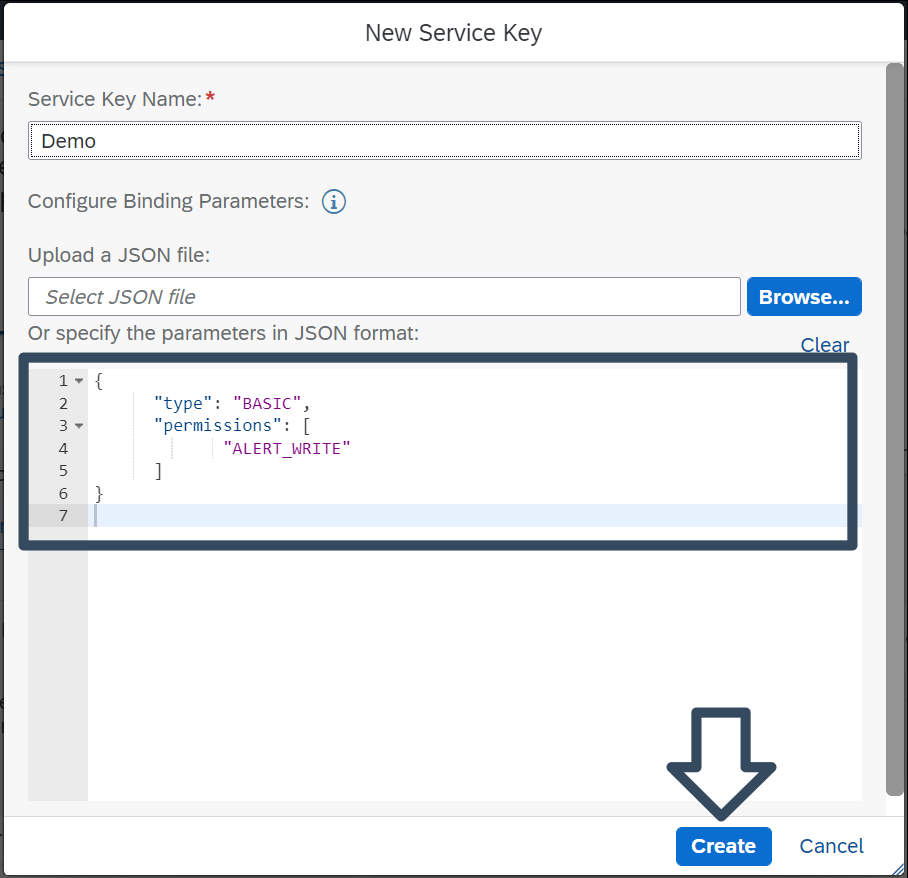 New Service Key
Service Key Name:*
Demo
Configure Binding Parameters: i
Upload a JSON file:
Select JSON file Browse...
Or specify the parameters in JSON format:
Clear
1 {
2 "type": "BASIC",
3 "permissions": [
4 "ALERT_WRITE"
5 ]
6 }
7
Create Cancel